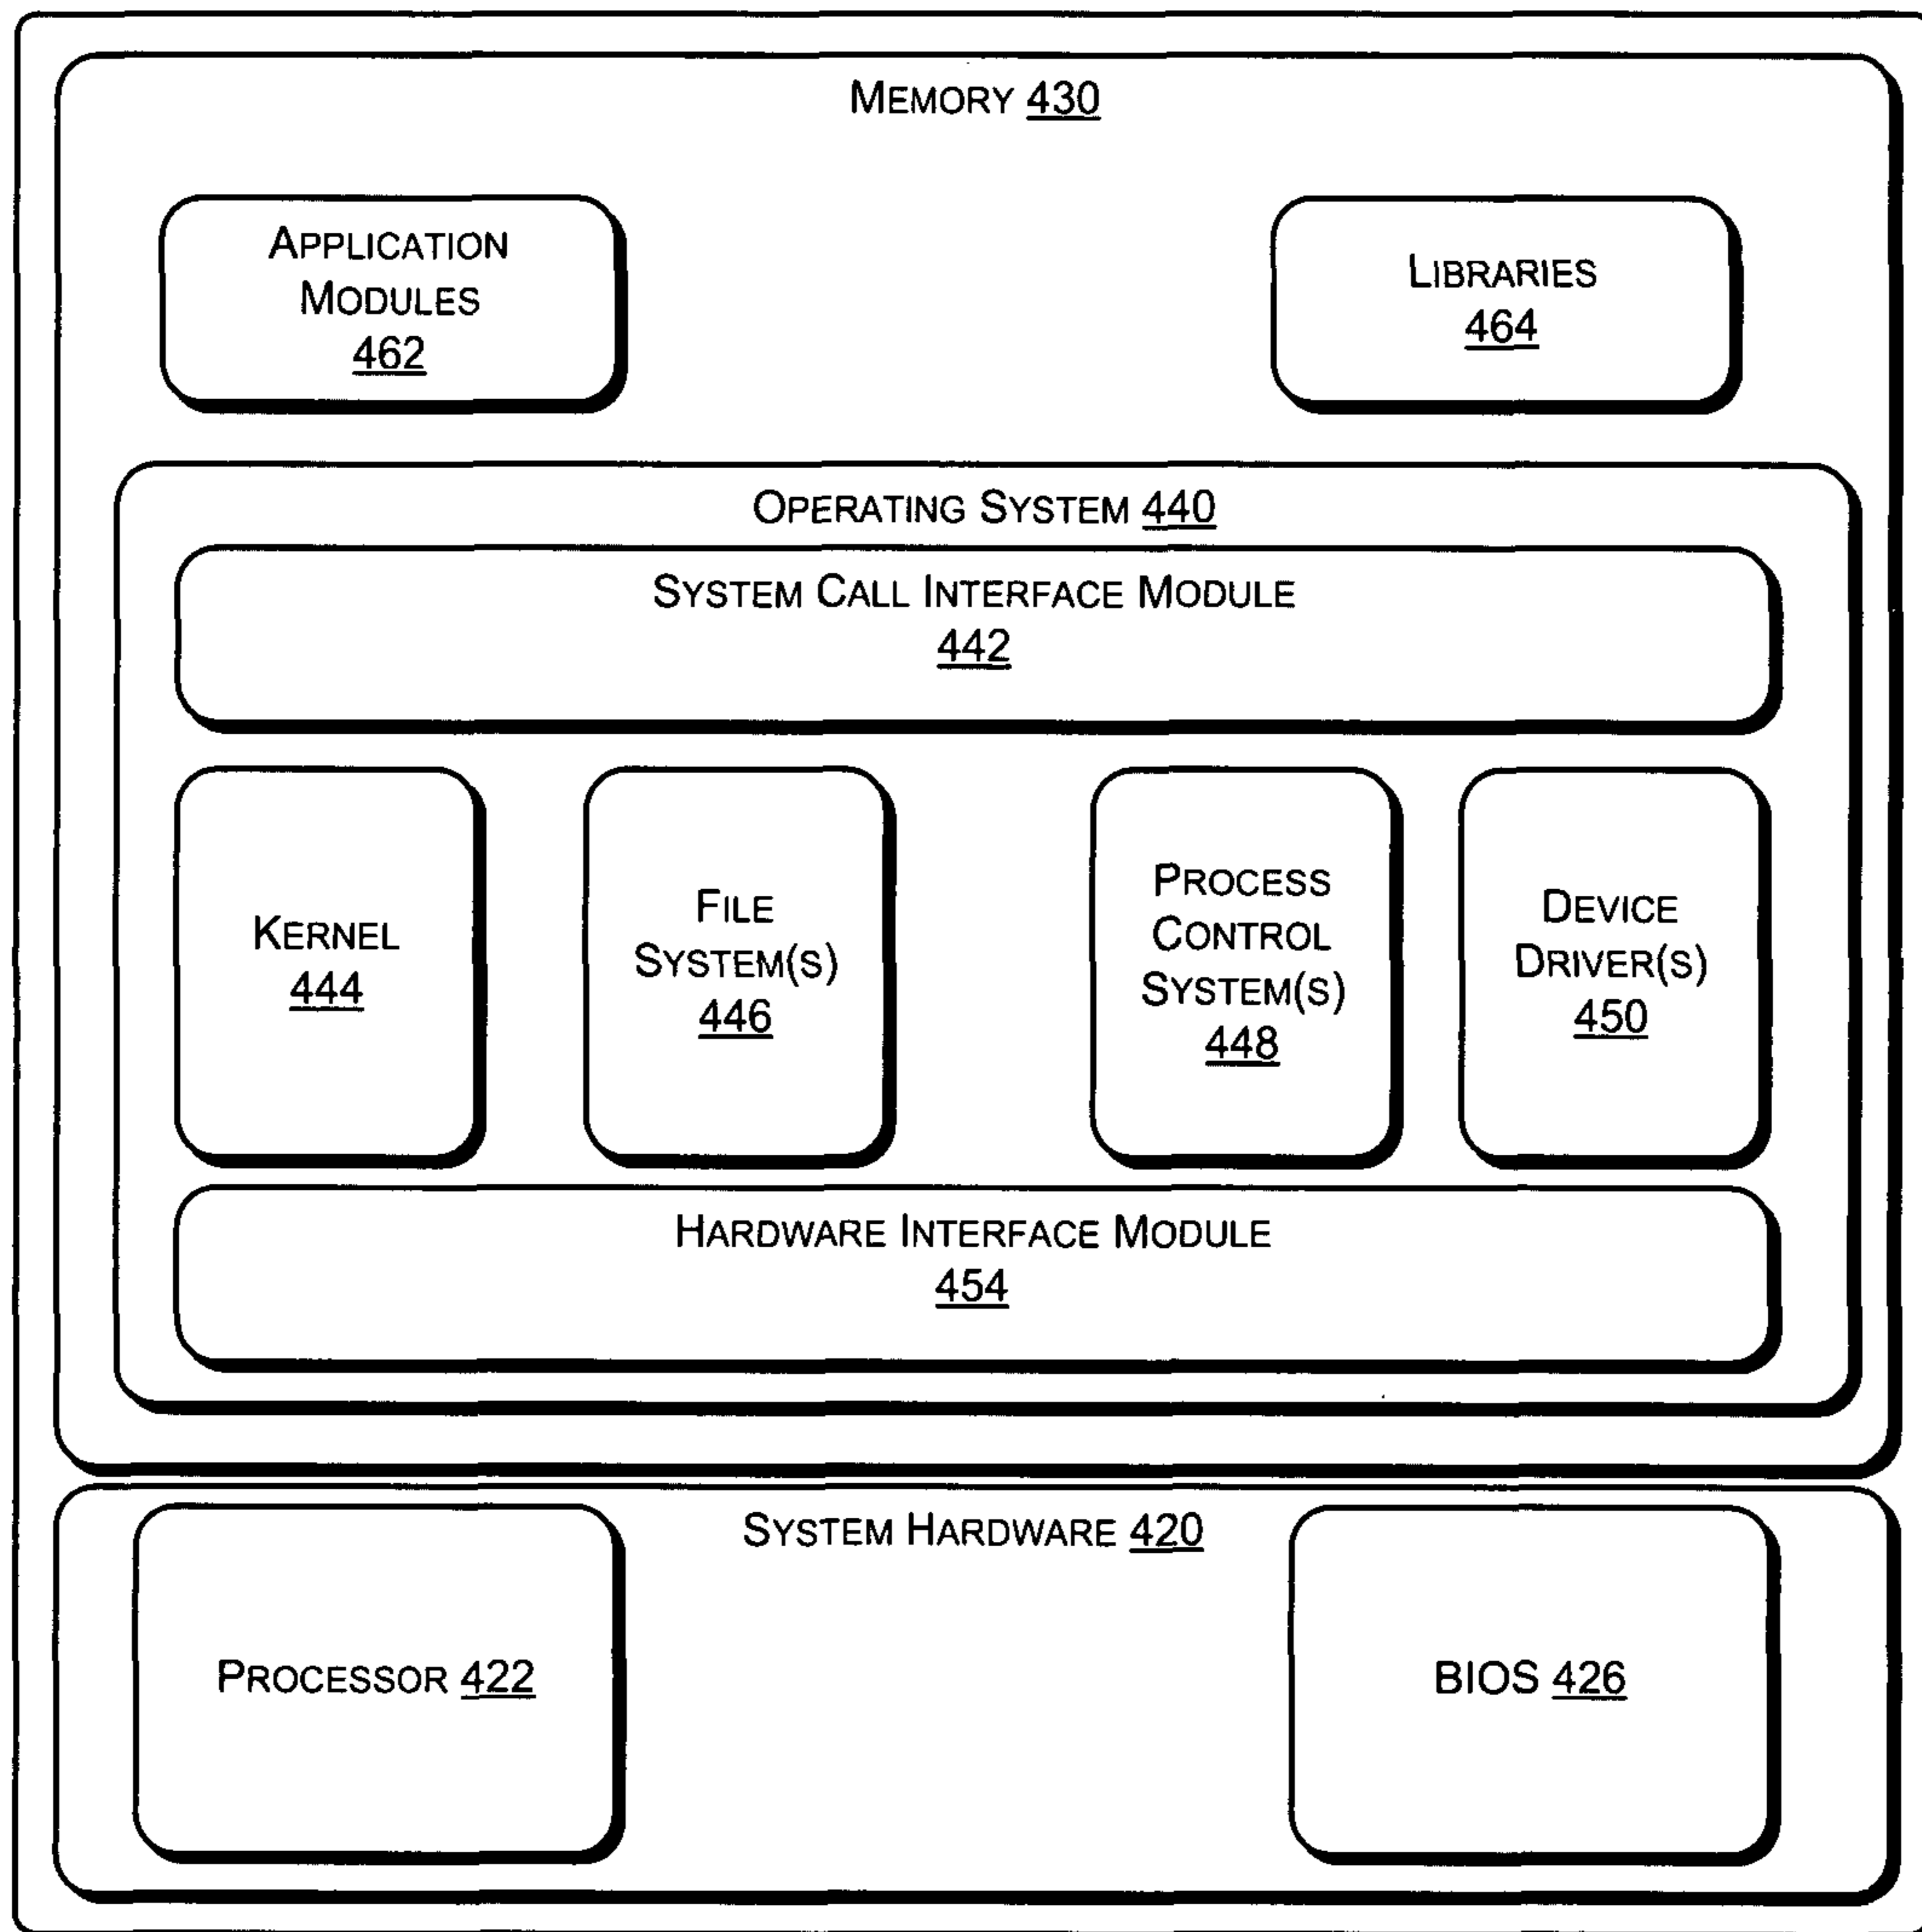 MEMORY 430
APPLICATION
MODULES
462
LIBRARIES
464
OPERATING SYSTEM 440
SYSTEM CALL INTERFACE MODULE
442
KERNEL
444
FILE
SYSTEM(S)
446
PROCESS
CONTROL
SYSTEM(S)
448
DEVICE
DRIVER(S)
450
HARDWARE INTERFACE MODULE
454
SYSTEM HARDWARE 420
PROCESSOR 422
BIOS 426